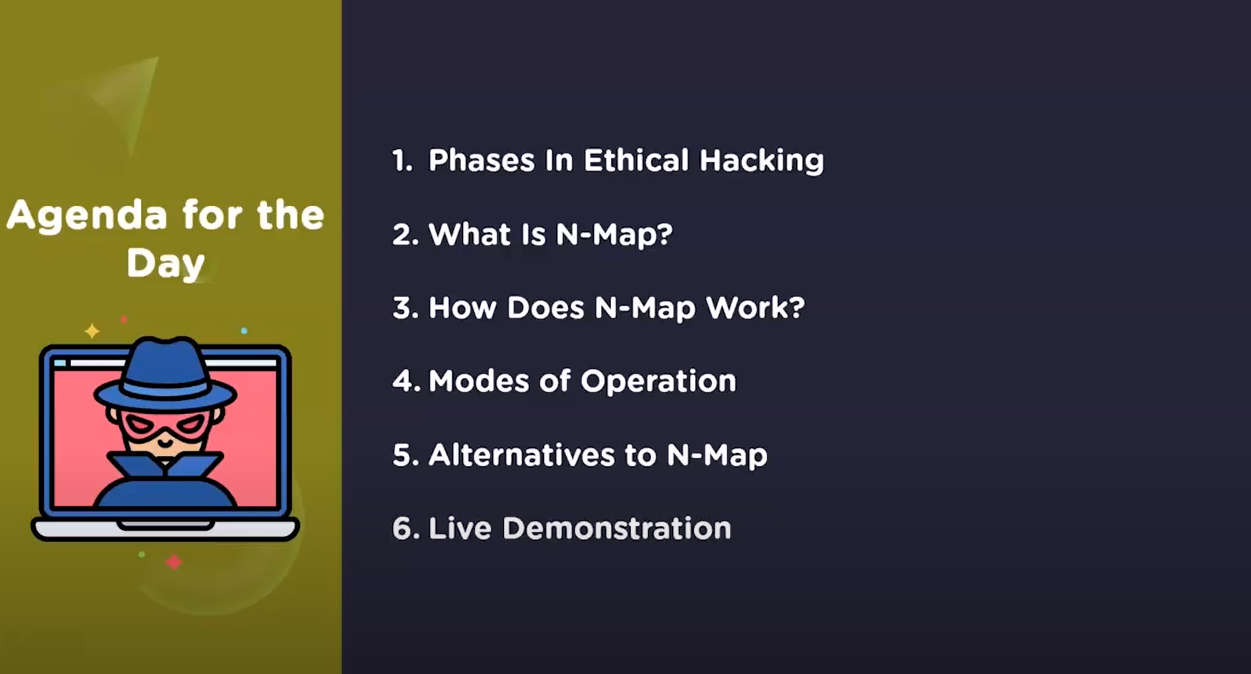 Agenda for the
Day
1. Phases In Ethical Hacking
2. What Is N-Map?
3. How Does N-Map Work?
4. Modes of Operation
5. Alternatives to N-Map
6. Live Demonstration